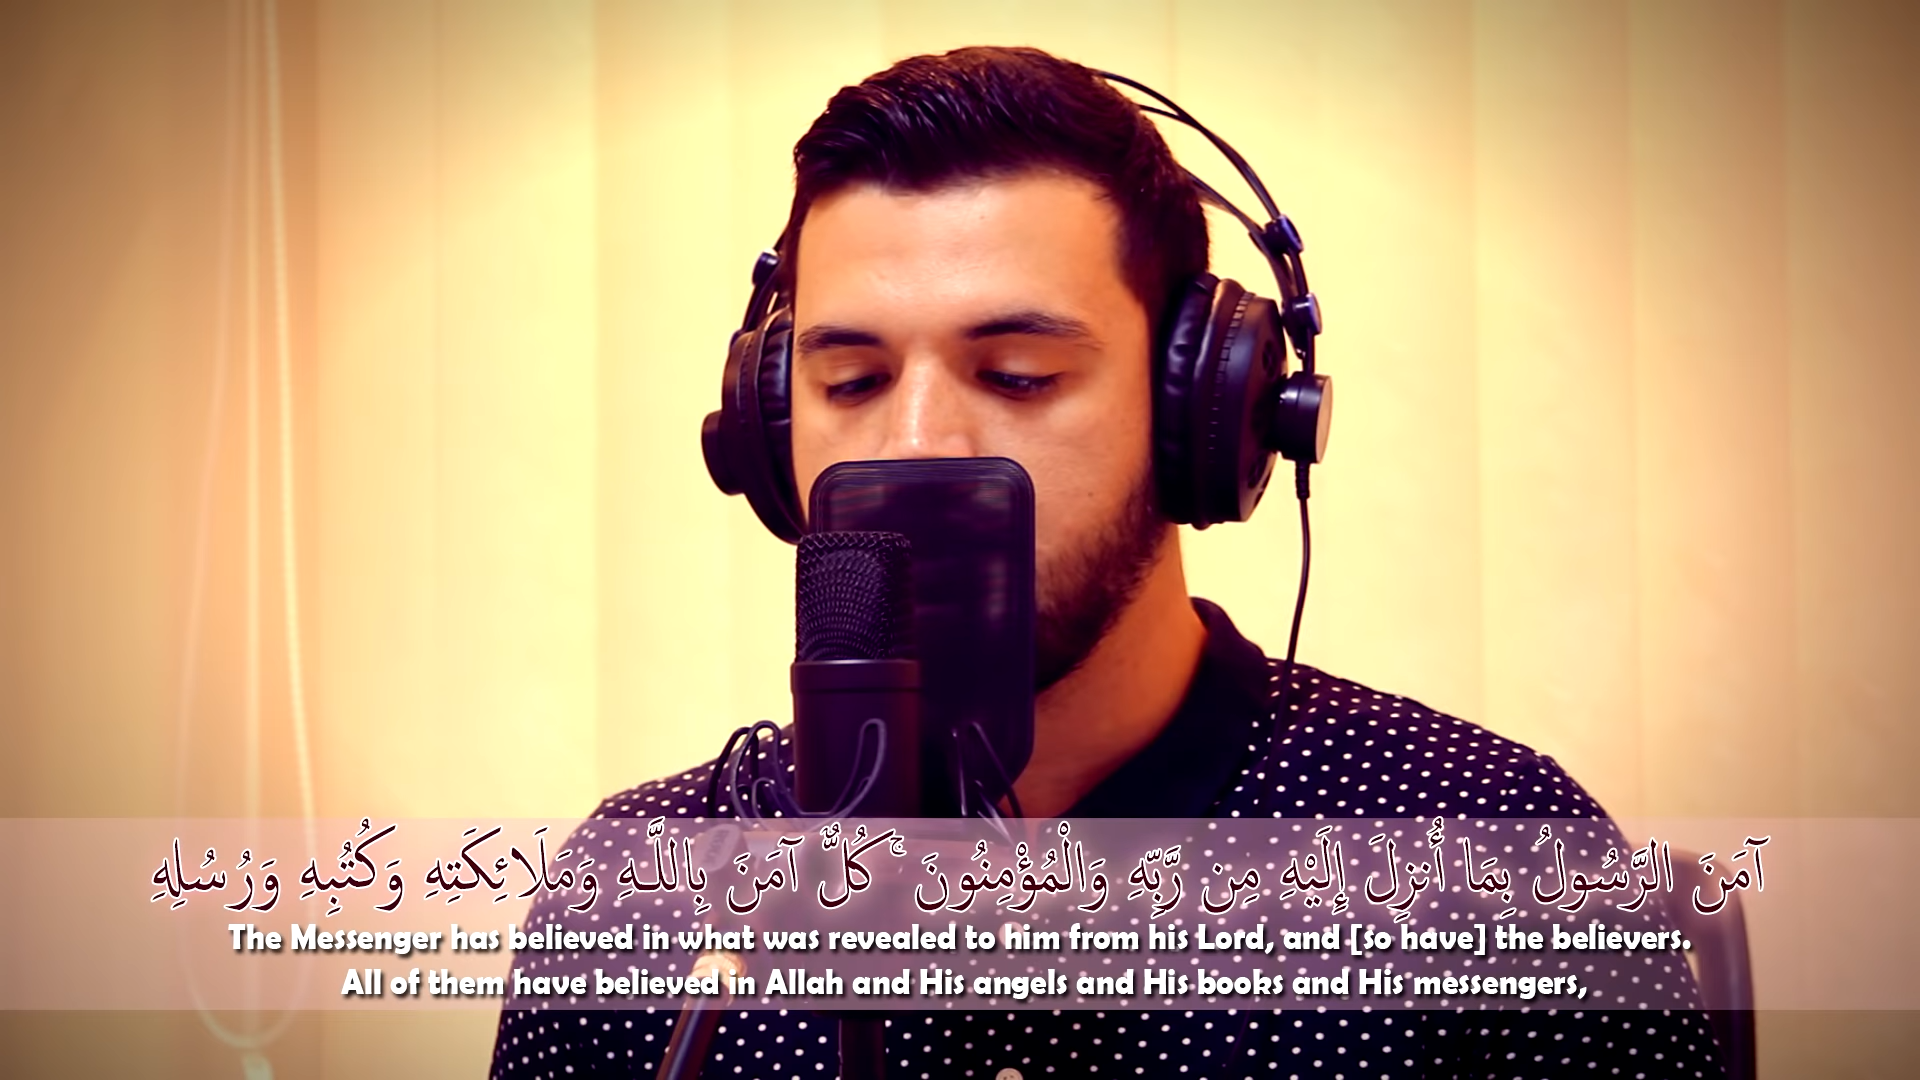 آمَنَ الرَّسُولُ بِمَا أُنزِلَ إِلَيْهِ مِن رَّبِّهِ وَالْمُؤْمِنُونَ ۚ كُلٌّ آمَنَ بِاللَّـهِ وَمَلَائِكَتِهِ وَكُتُبِهِ وَرُسُلِهِ
The Messenger has believed in what was revealed to him from his Lord, and [so have] the believers.
All of them have believed in Allah and His angels and His books and His messengers,